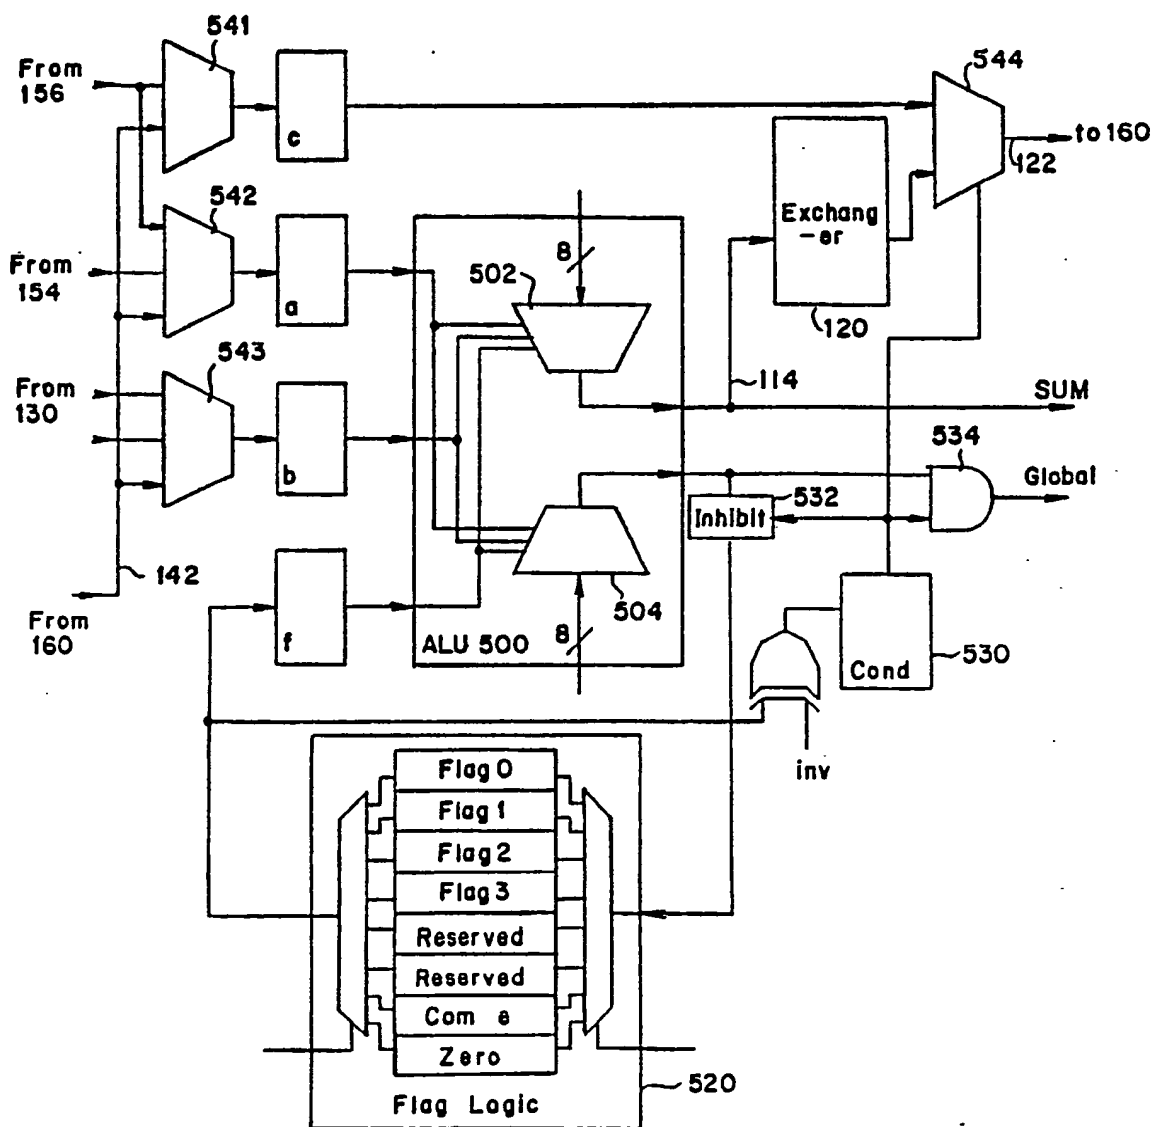 541
From
156
c
544
to 160
122
542
From
154
a
8
502
Exchang
-er
120
543
From
130
b
114
SUM
534
Global
532
Inhibit
142
From
160
f
504
8
ALU 500
Cond
530
inv
Flag 0
Flag 1
Flag 2
Flag 3
Reserved
Reserved
Com e
Zero
520
Flag Logic